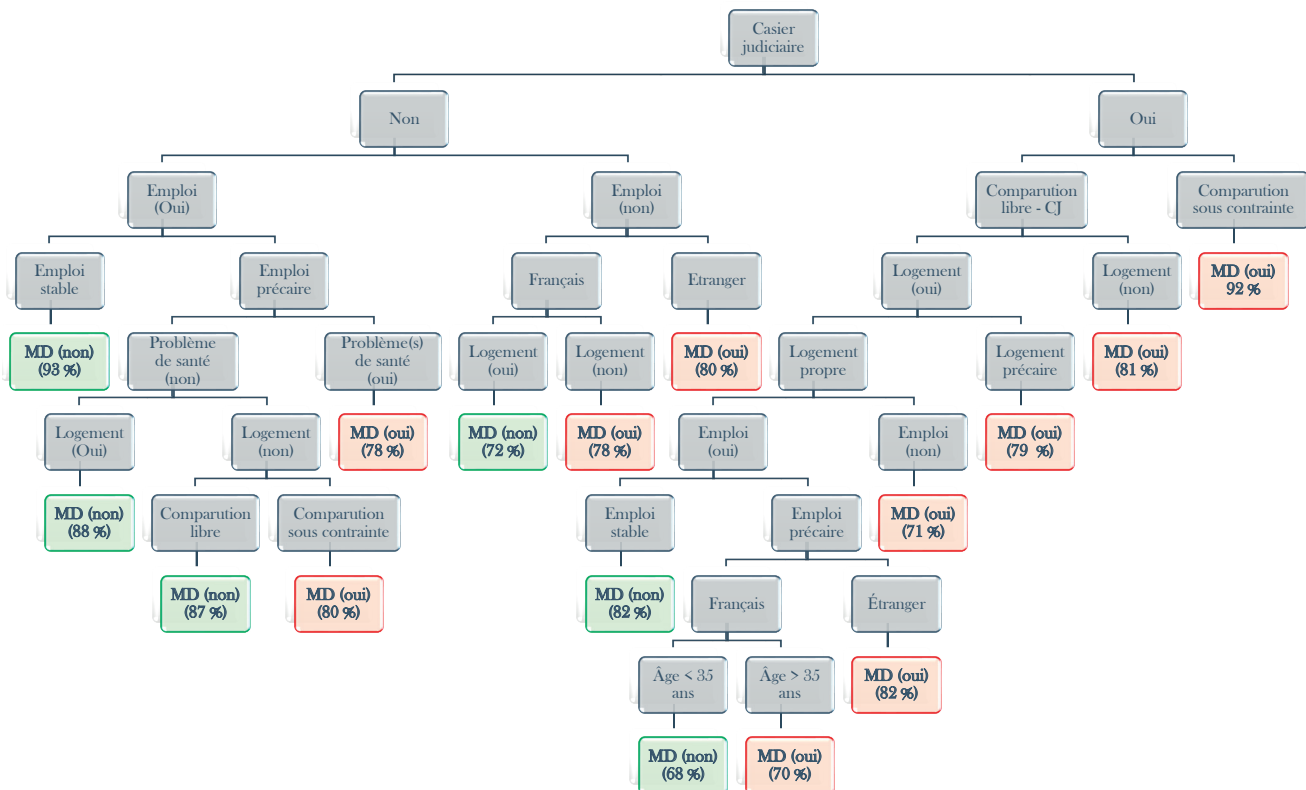 Casier
judiciaire
Non
Oui
Emploi
(Oui)
Emploi
(non)
Comparution
libre - CJ
Comparution
sous contrainte
Emploi
stable
Emploi
précaire
Français
Etranger
Logement
(oui)
Logement
(non)
MD (oui)
92 %
MD (non)
(93 %)
Problème
de santé
(non)
Problème(s)
de santé
(oui)
Logement
(oui)
Logement
(non)
MD (oui)
(80 %)
Logement
propre
Logement
précaire
MD (oui)
(81 %)
Logement
(Oui)
Logement
(non)
MD (oui)
(78 %)
MD (non)
(72 %)
MD (oui)
(78 %)
Emploi
(oui)
Emploi
(non)
MD (oui)
(79 %)
MD (non)
(88 %)
Comparution
libre
Comparution
sous contrainte
Emploi
stable
Emploi
précaire
MD (oui)
(71 %)
MD (non)
(87 %)
MD (oui)
(80 %)
MD (non)
(82 %)
Français
Étranger
Âge < 35
ans
Âge > 35
ans
MD (oui)
(82 %)
MD (non)
(68 %)
MD (oui)
(70 %)